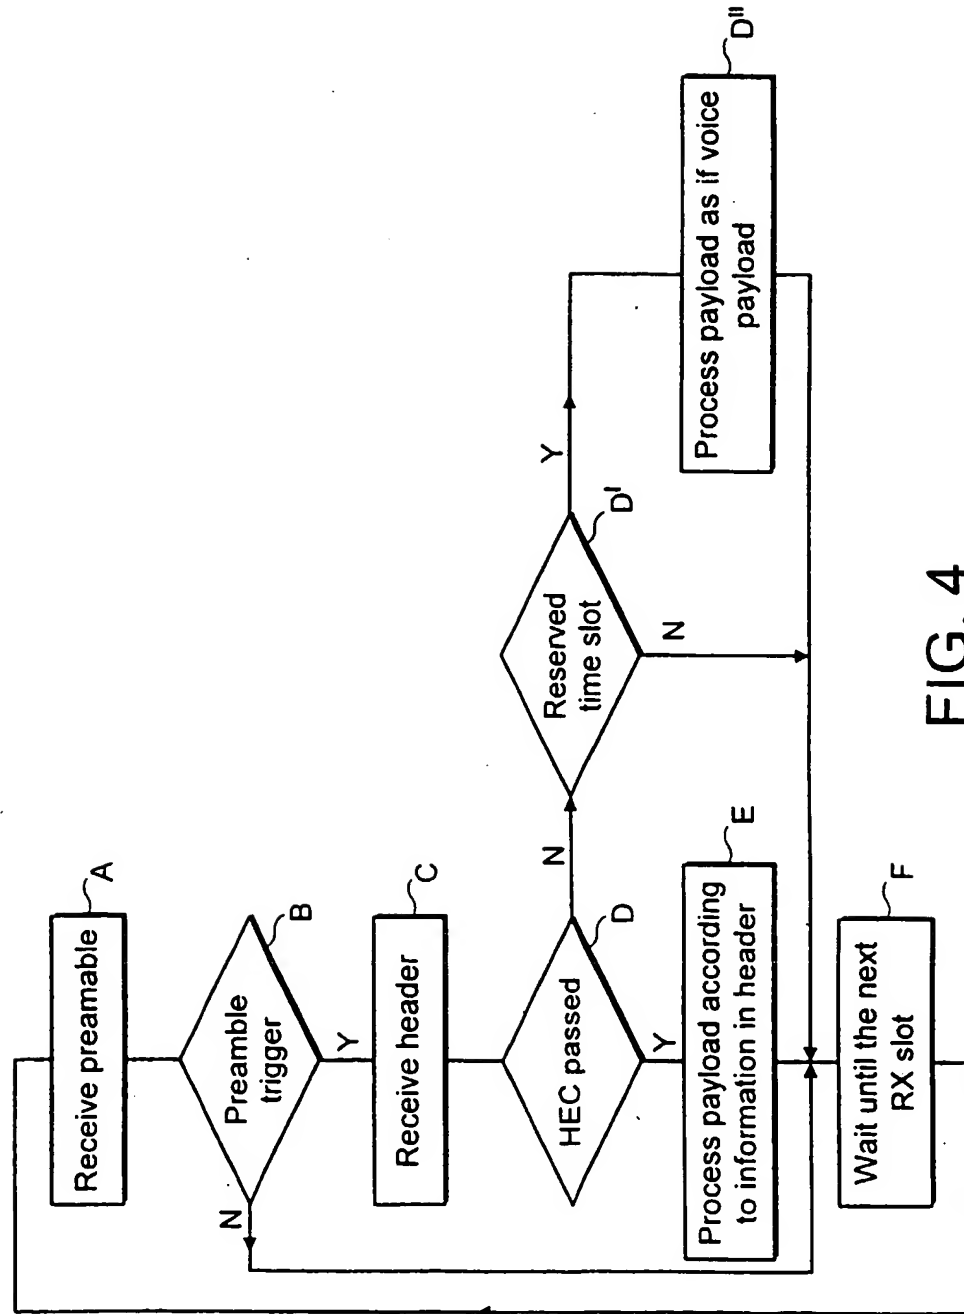 Receive preamable
A
Preamble
trigger
B
N
Y
Receive header
C
HEC passed
D
N
Y
Reserved
time slot
D'
Y
N
Process payload as if voice
payload
D"
Process payload according
to information in header
E
Wait until the next
RX slot
F
FIG. 4